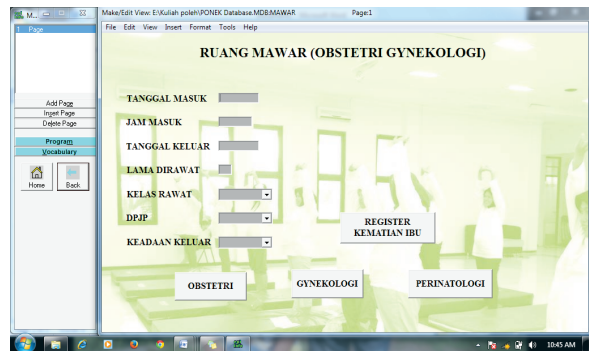 M...
Make/Edit View: E:\Kuliah poleh\PONEK Database.MDB:MAWAR
Page:1
File Edit View Insert Format Tools Help
1 Page
Add Page
Insert Page
Delete Page
Program
Vocabulary
Home
Back
RUANG MAWAR (OBSTETRI GYNEKOLOGI)
TANGGAL MASUK
JAM MASUK
TANGGAL KELUAR
LAMA DIRAWAT
KELAS RAWAT
DPJP
KEADAAN KELUAR
REGISTER
KEMATIAN IBU
OBSTETRI
GYNEKOLOGI
PERINATOLOGI
10:45 AM